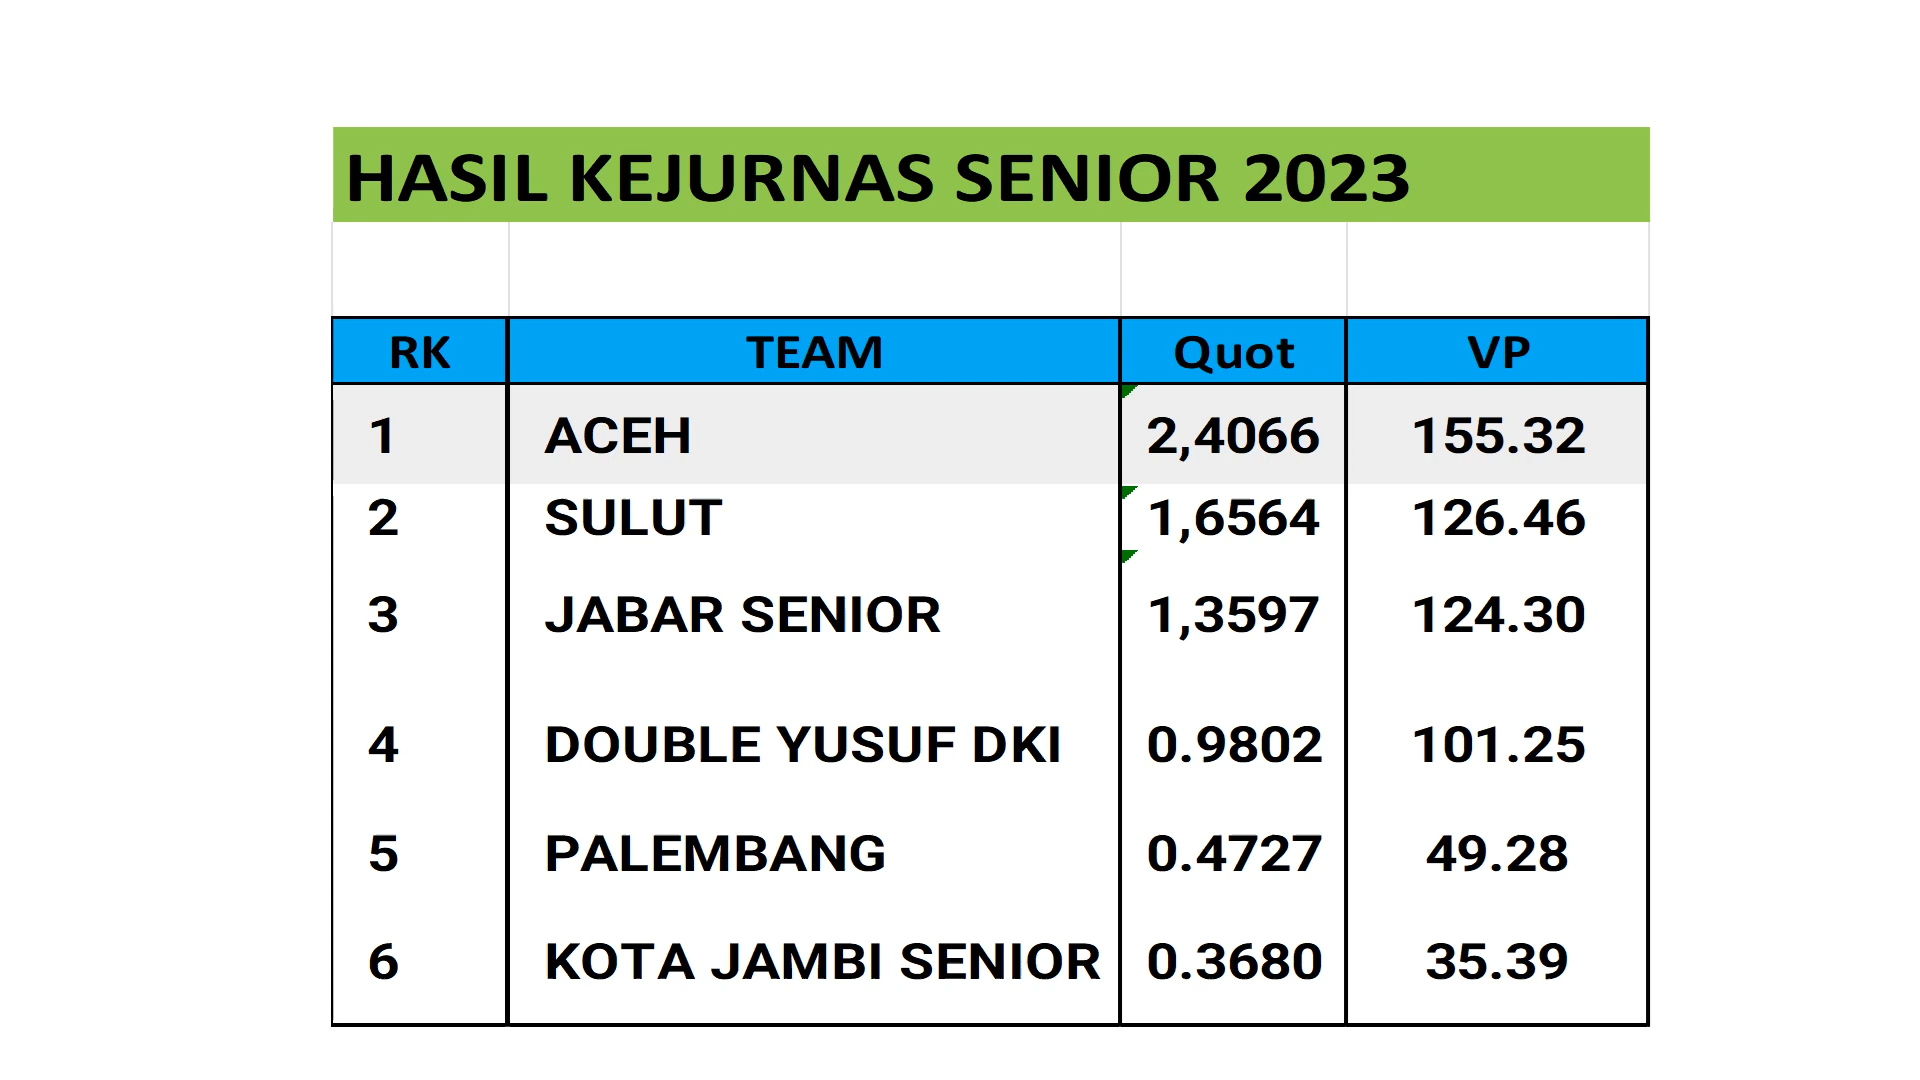 HASIL KEJURNAS SENIOR 2023
RK TEAM Quot VP
1 ACEH 2,4066 155.32
2 SULUT 1,6564 126.46
3 JABAR SENIOR 1,3597 124.30
4 DOUBLE YUSUF DKI 0.9802 101.25
5 PALEMBANG 0.4727 49.28
6 KOTA JAMBI SENIOR 0.3680 35.39